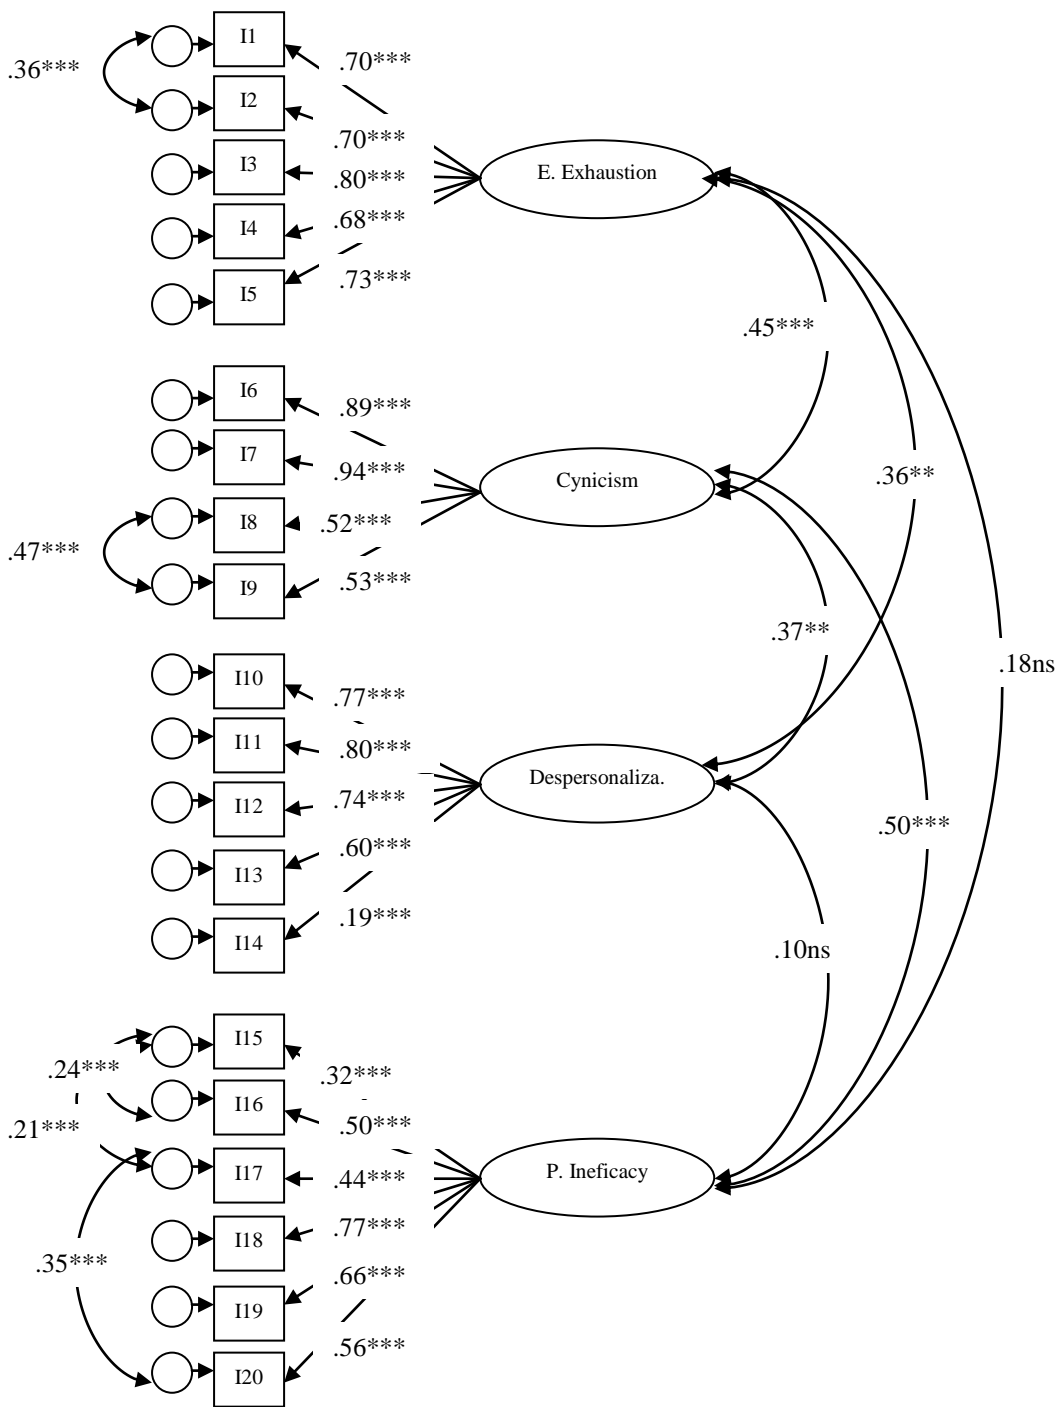 I1
.70***
.36***
I2
.70***
I3
.80***
E. Exhaustion
I4
.68***
I5
.73***
.45***
I6
.89***
I7
.94***
Cynicism
.36**
I8
.52***
.47***
I9
.53***
.37**
.18ns
I10
.77***
I11
.80***
Despersonaliza.
I12
.74***
.50***
I13
.60***
I14
.19***
.10ns
I15
.24***
.32***
I16
.21***
.50***
I17
.44***
P. Ineficacy
I18
.77***
.35***
I19
.66***
I20
.56***